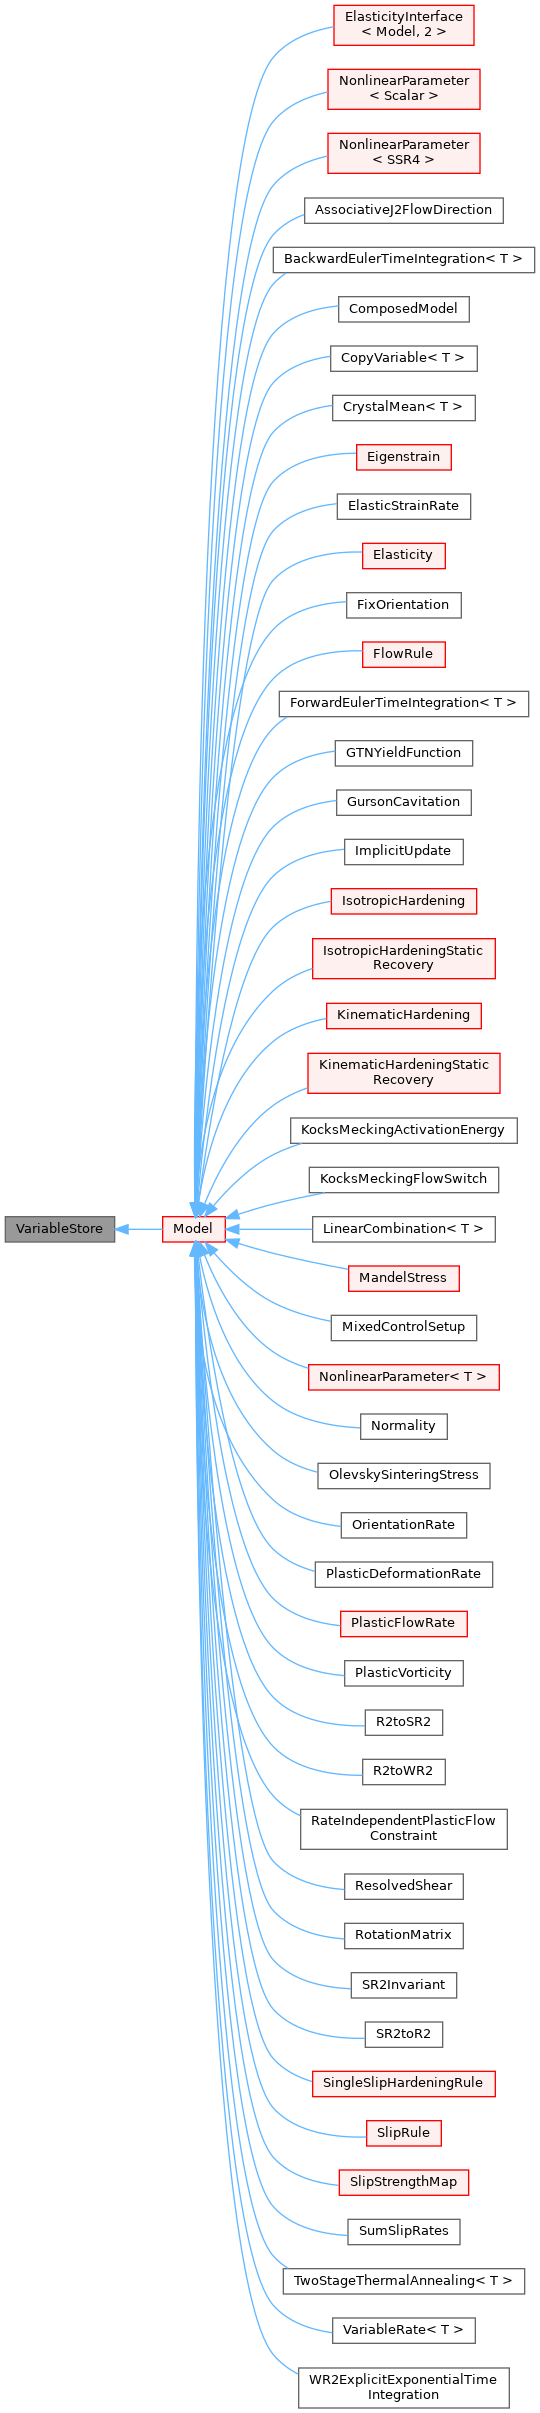 ElasticityInterface
< Model, 2 >
NonlinearParameter
< Scalar >
NonlinearParameter
< SSR4 >
AssociativeJ2FlowDirection
BackwardEulerTimeIntegration< T >
ComposedModel
CopyVariable< T >
CrystalMean< T >
Eigenstrain
ElasticStrainRate
Elasticity
FixOrientation
FlowRule
ForwardEulerTimeIntegration< T >
GTNYieldFunction
GursonCavitation
ImplicitUpdate
IsotropicHardening
IsotropicHardeningStatic
Recovery
KinematicHardening
KinematicHardeningStatic
Recovery
KocksMeckingActivationEnergy
KocksMeckingFlowSwitch
VariableStore
Model
LinearCombination< T >
MandelStress
MixedControlSetup
NonlinearParameter< T >
Normality
OlevskySinteringStress
OrientationRate
PlasticDeformationRate
PlasticFlowRate
PlasticVorticity
R2toSR2
R2toWR2
RateIndependentPlasticFlow
Constraint
ResolvedShear
RotationMatrix
SR2Invariant
SR2toR2
SingleSlipHardeningRule
SlipRule
SlipStrengthMap
SumSlipRates
TwoStageThermalAnnealing< T >
VariableRate< T >
WR2ExplicitExponentialTime
Integration